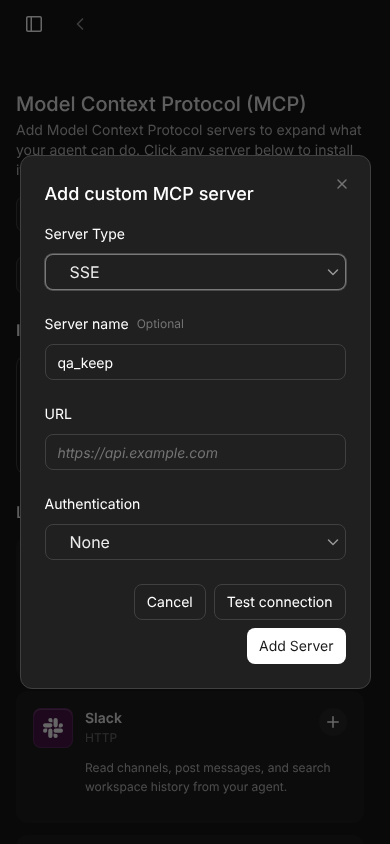 Model Context Protocol (MCP)
Add Model Context Protocol servers to expand what
your agent can do. Click any server below to install
Add custom MCP server
Server Type
SSE
Server name Optional
qa_keep
URL
https://api.example.com
Authentication
None
Cancel
Test connection
Add Server
Slack
HTTP
Read channels, post messages, and search
workspace history from your agent.